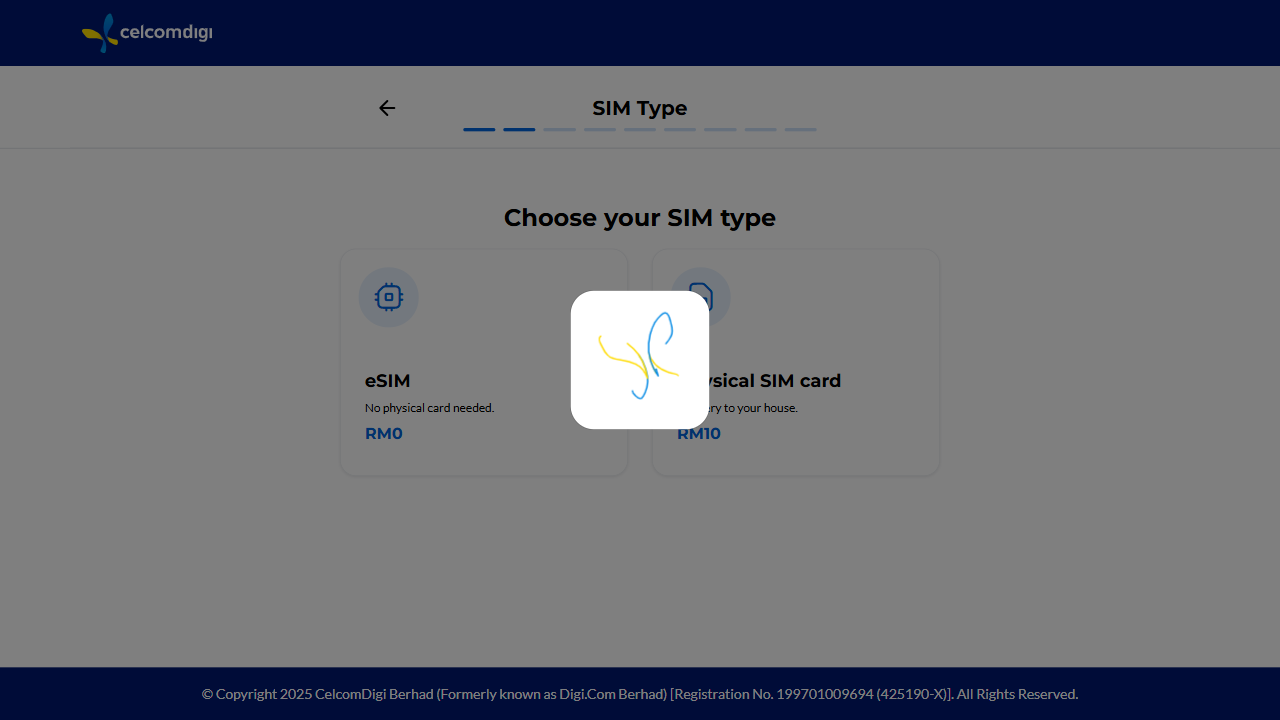 celcomdigi
SIM Type
Choose your SIM type
eSIM
No physical card needed.
RM0
ysical SIM card
ery to your house.
RM10
© Copyright 2025 CelcomDigi Berhad (Formerly known as Digi.Com Berhad) [Registration No. 199701009694 (425190-X)]. All Rights Reserved.